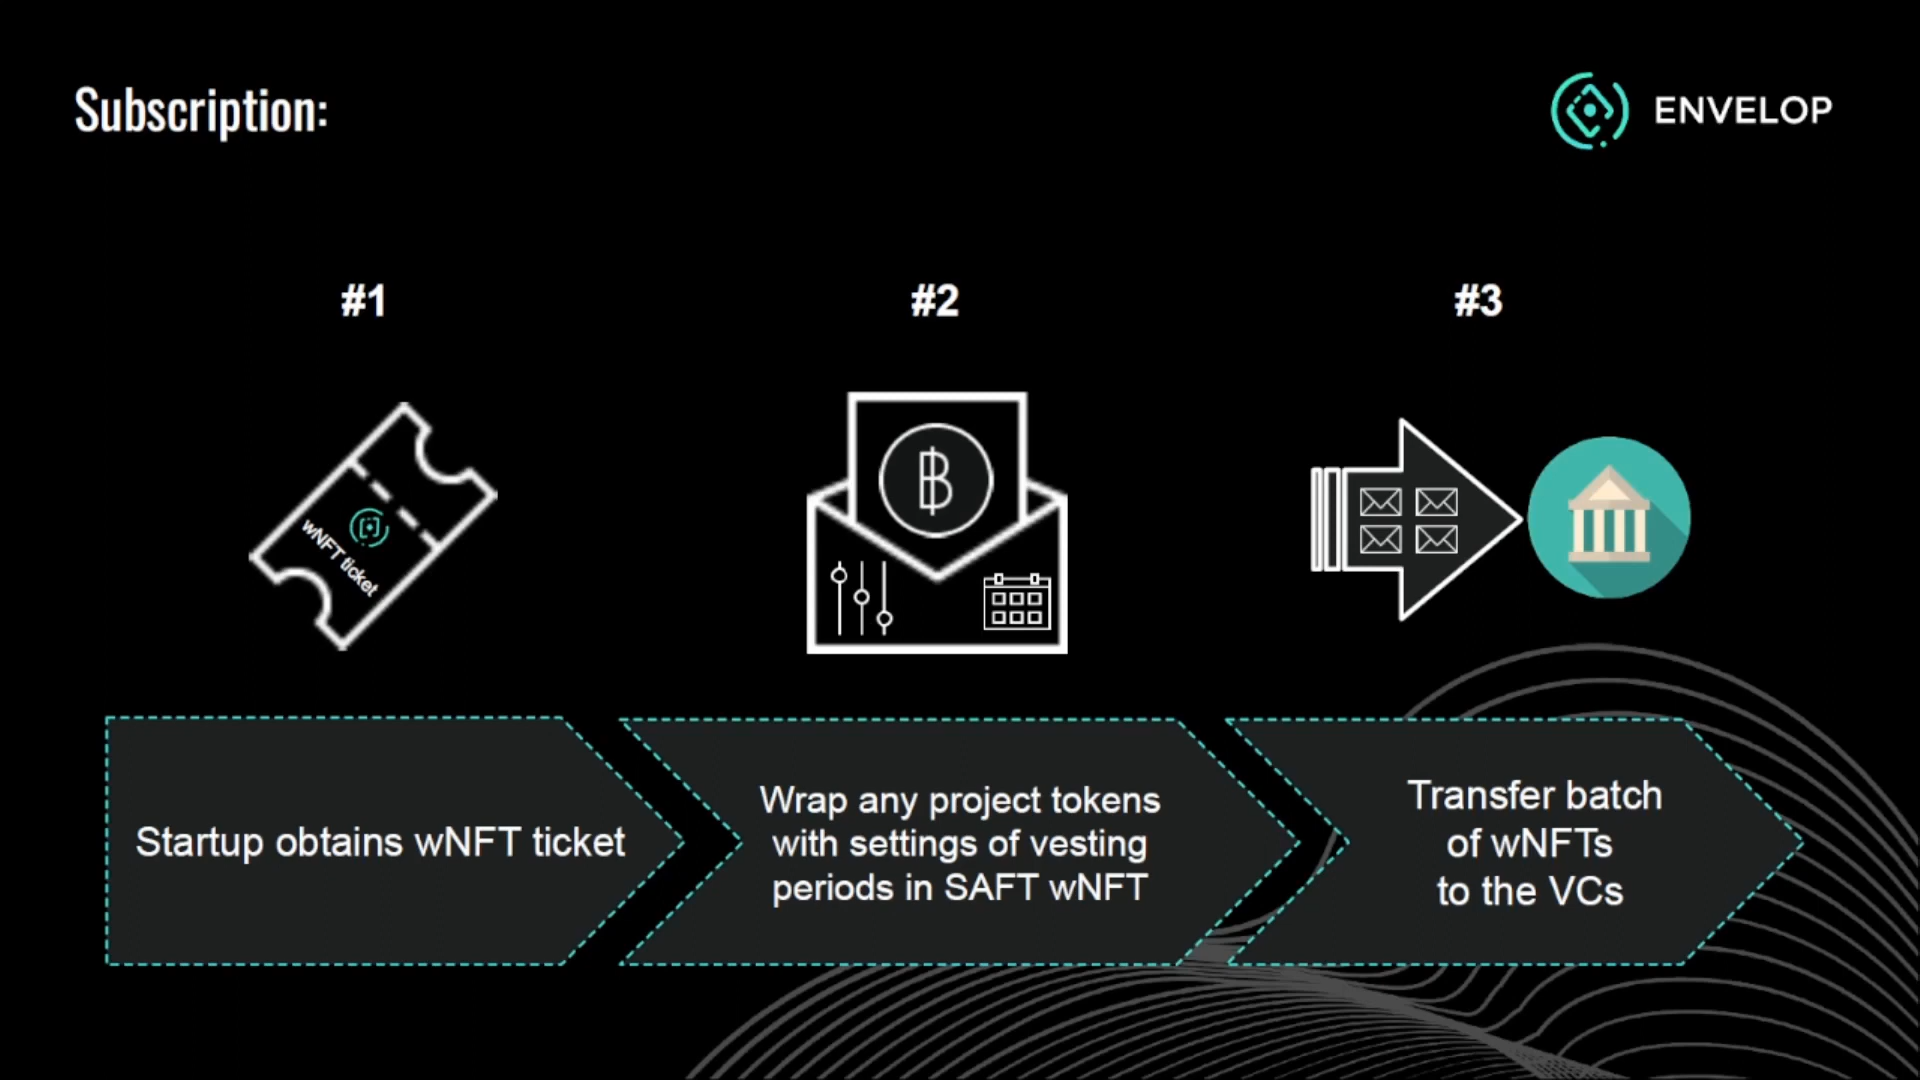 Subscription:
ENVELOP
#1
#2
#3
wNFT ticket
Startup obtains wNFT ticket
Wrap any project tokens
with settings of vesting
periods in SAFT wNFT
Transfer batch
of wNFTs
to the VCs